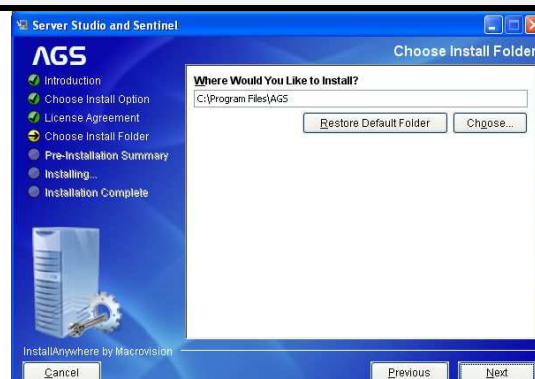 Server Studio and Sentinel
AGS
Choose Install Folder
Introduction
Choose Install Option
License Agreement
Choose Install Folder
Pre-Installation Summary
Installing...
Installation Complete
Where Would You Like to Install?
C:\Program Files\AGS
Restore Default Folder
Choose...
InstallAnywhere by Macrovision
Cancel
Previous
Next